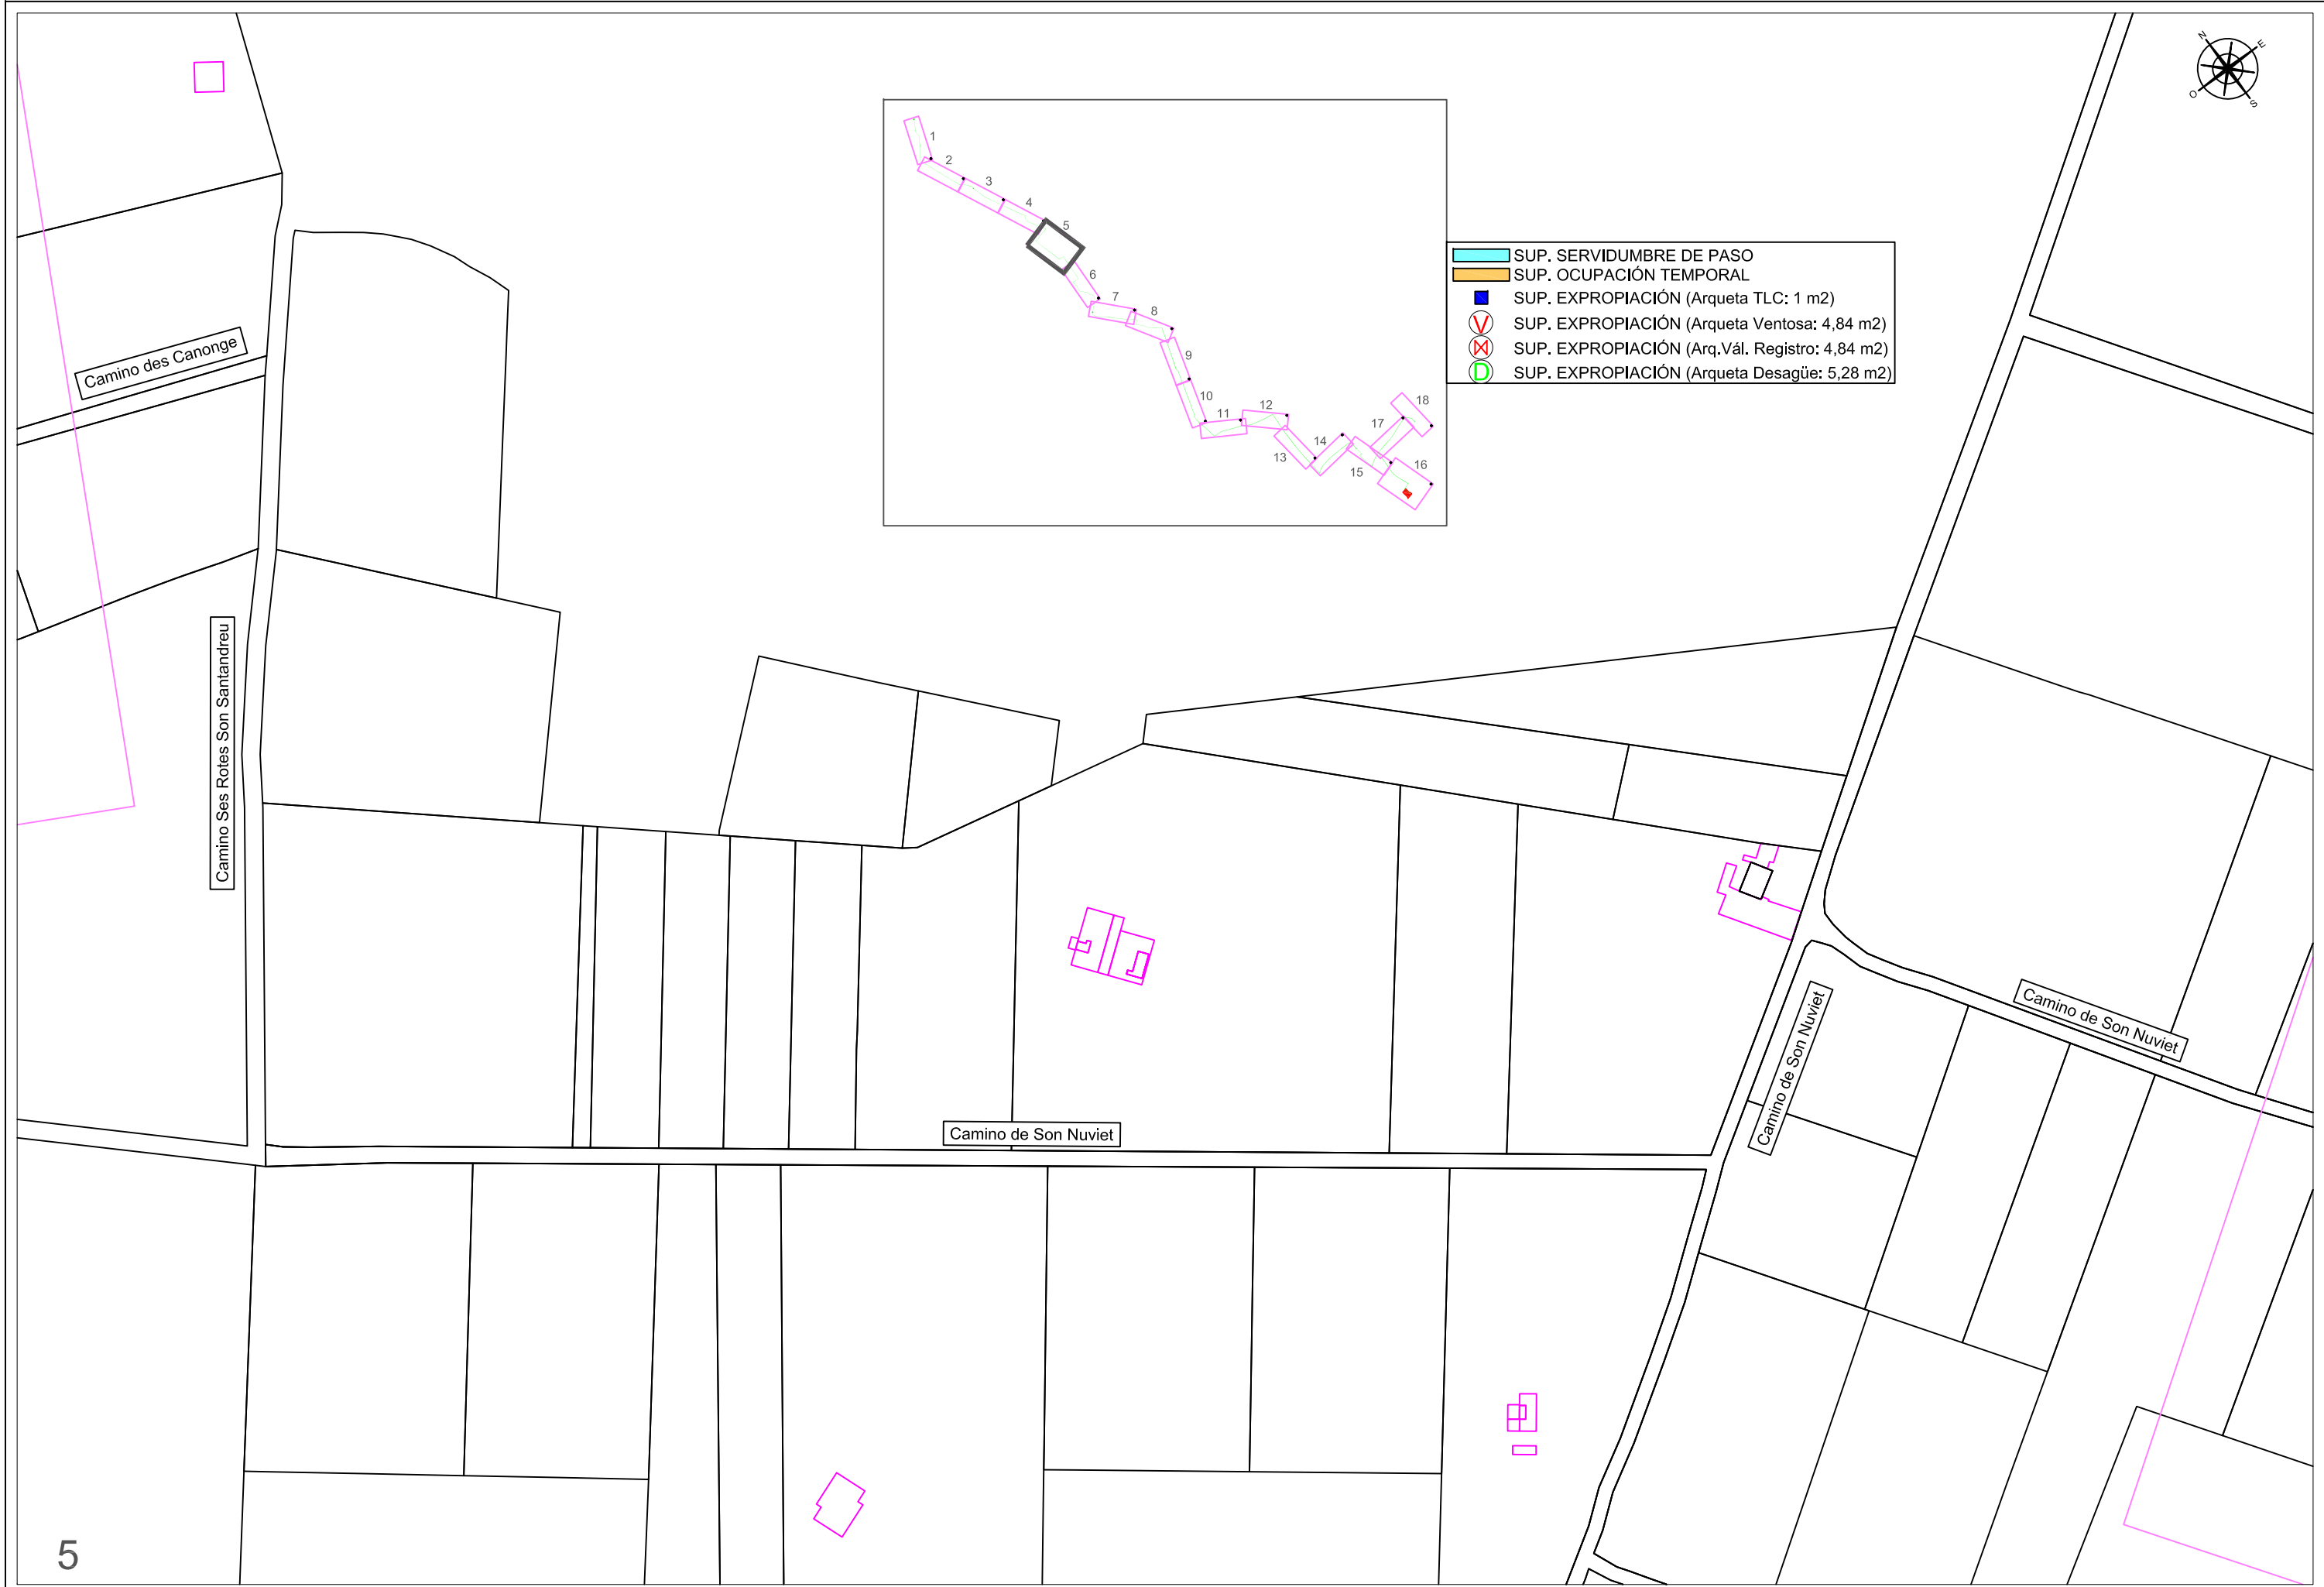 N
E
O
S
1
2
3
4
5
6
7
8
9
10
11
12
13
14
15
16
17
18
SUP. SERVIDUMBRE DE PASO
SUP. OCUPACIÓN TEMPORAL
SUP. EXPROPIACIÓN (Arqueta TLC: 1 m2)
V SUP. EXPROPIACIÓN (Arqueta Ventosa: 4,84 m2)
SUP. EXPROPIACIÓN (Arq.Vál. Registro: 4,84 m2)
D SUP. EXPROPIACIÓN (Arqueta Desagüe: 5,28 m2)
Camino des Canonge
Camino Ses Rotes Son Santandreu
Camino de Son Nuviet
Camino de Son Nuviet
Camino de Son Nuviet
5